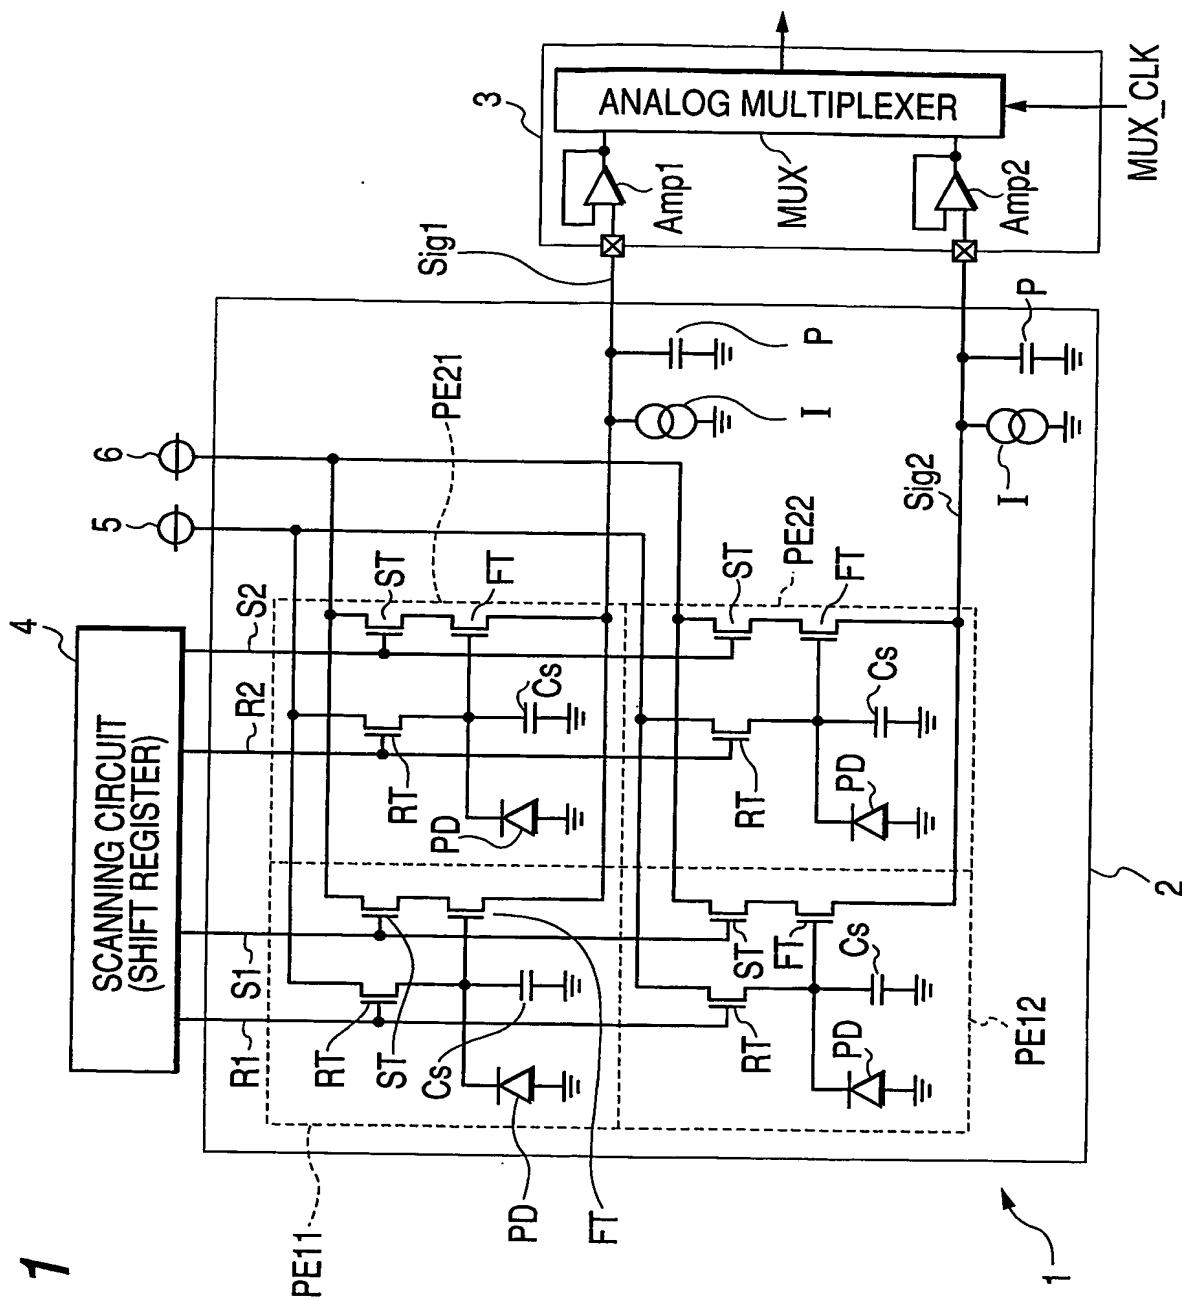 1
1
2
3
4
SCANNING CIRCUIT
(SHIFT REGISTER)
5
6
R1
S1
R2
S2
PE11
PE21
RT
ST
Cs
PD
FT
RT
PD
Cs
ST
FT
PE12
PE22
RT
ST
FT
Cs
PD
RT
PD
Cs
ST
FT
Sig1
Sig2
I
P
I
P
Amp1
Amp2
MUX
ANALOG MULTIPLEXER
MUX_CLK